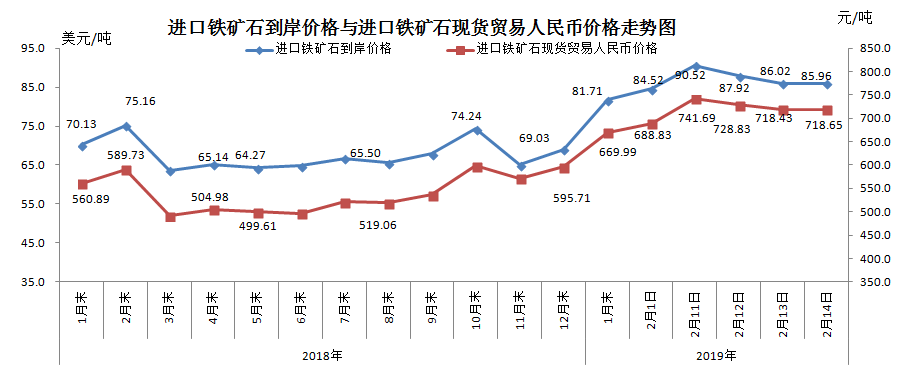 进口铁矿石到岸价格与进口铁矿石现货贸易人民币价格走势图
美元/吨
元/吨
进口铁矿石到岸价格
进口铁矿石现货贸易人民币价格
95.0
85.0
75.0
65.0
55.0
45.0
35.0
850.0
800.0
750.0
700.0
650.0
600.0
550.0
500.0
450.0
400.0
350.0
70.13
75.16
65.14
64.27
65.50
74.24
69.03
81.71
84.52
90.52
87.92
86.02
85.96
560.89
589.73
504.98
499.61
519.06
595.71
669.99
688.83
741.69
728.83
718.43
718.65
1月末
2月末
3月末
4月末
5月末
6月末
7月末
8月末
9月末
10月末
11月末
12月末
1月末
2月1日
2月11日
2月12日
2月13日
2月14日
2018年
2019年